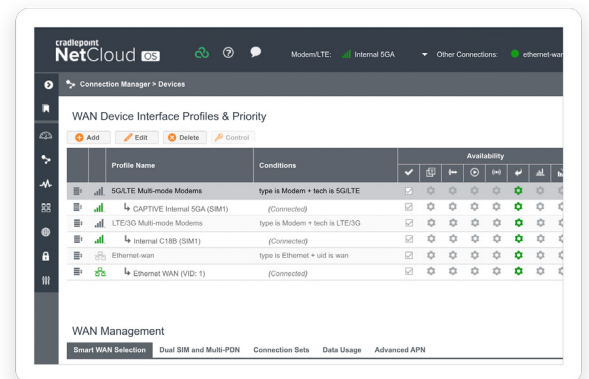 cradlepoint
NetCloud OS
Modem/LTE: Internal 5GA Other Connections: ethernet-wan
Connection Manager > Devices
WAN Device Interface Profiles & Priority
Add Edit Delete Control
Availability
Profile Name Conditions
5G/LTE Multi-mode Modems type is Modem + tech is 5G/LTE
CAPTIVE Internal 5GA (SIM1) (Connected)
LTE/3G Multi-mode Modems type is Modem + tech is LTE/3G
Internal C18B (SIM1) (Connected)
Ethernet-wan type is Ethernet + uid is wan
Ethernet WAN (VID: 1) (Connected)
WAN Management
Smart WAN Selection Dual SIM and Multi-PDN Connection Sets Data Usage Advanced APN